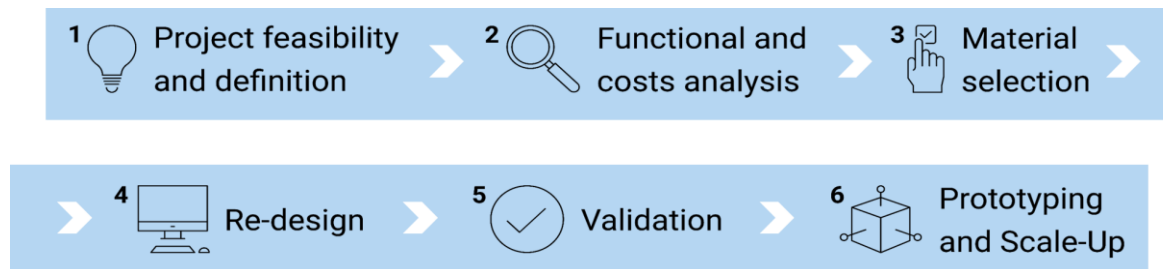 1 Project feasibility
and definition
2 Functional and
costs analysis
3 Material
selection
4 Re-design
5 Validation
6 Prototyping
and Scale-Up